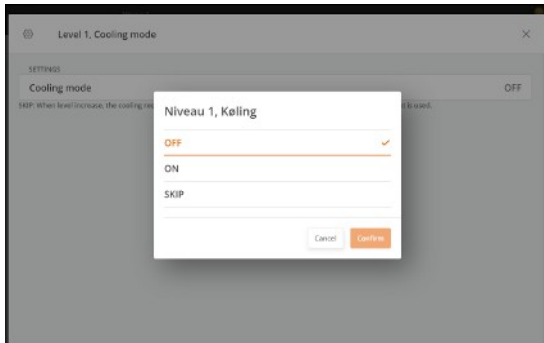 Level 1, Cooling mode
SETTINGS
Cooling mode OFF
SKIP: When level increase, the cooling is used.
Niveau 1, Køling
OFF
ON
SKIP
Cancel Confirm